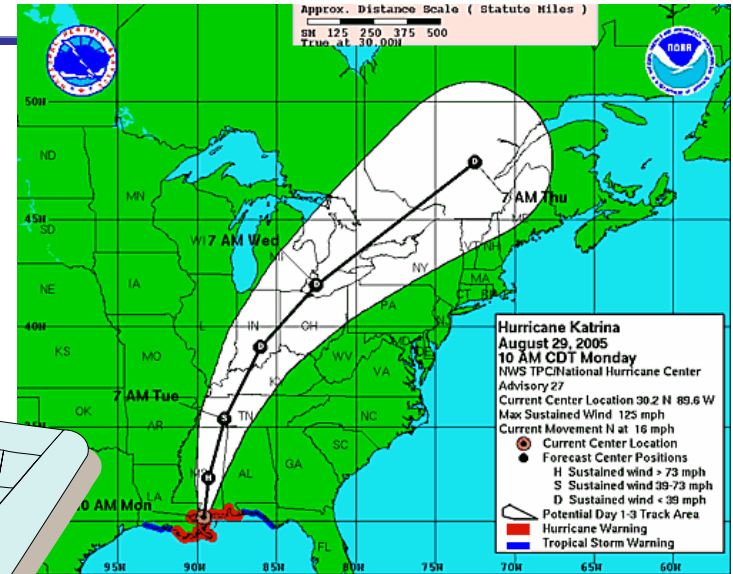 Approx. Distance Scale ( Statute Miles )
SM 125 250 375 500
True at 30.00N
NOAA
50N
ND
MN
7 AM Thu
ME
45N
SD
WI
7 AM Wed
MI
VT
NH
NY
MA
NE
IA
CT
RI
PA
40N
IN
OH
NJ
MD
DE
KS
MO
WV
VA
KY
7 AM Tue
OK
TN
NC
AR
35N
SC
MS
AL
GA
LA
10 AM Mon
FL
95W
90W
85W
80W
75W
70W
65W
60W
Hurricane Katrina
August 29, 2005
10 AM CDT Monday
NWS TPC/National Hurricane Center
Advisory 27
Current Center Location 30.2 N 89.6 W
Max Sustained Wind 125 mph
Current Movement N at 16 mph
Current Center Location
Forecast Center Positions
H Sustained wind > 73 mph
S Sustained wind 39-73 mph
D Sustained wind < 39 mph
Potential Day 1-3 Track Area
Hurricane Warning
Tropical Storm Warning